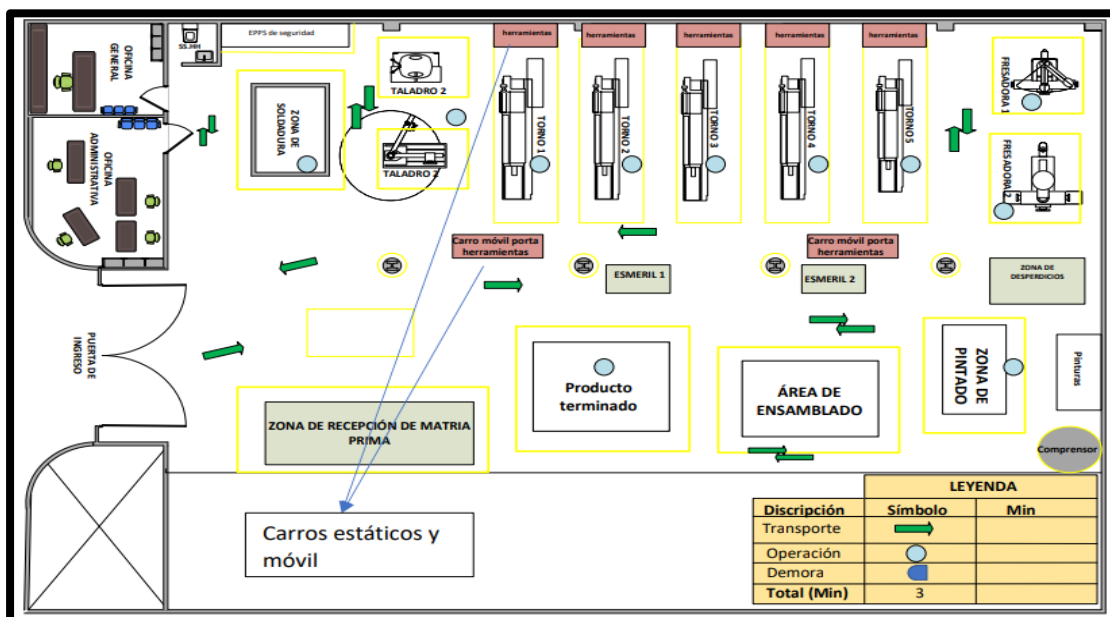 SS.HH
EPPS de seguridad
herramientas
herramientas
herramientas
herramientas
herramientas
OFICINA
GENERAL
OFICINA
ADMINISTRATIVA
ZONA DE
SOLDADURA
TALADRO 2
TALADRO 2
TORNO 1
TORNO 2
TORNO 3
TORNO 4
TORNO 5
FRESADORA 1
FRESADORA 2
Carro móvil porta
herramientas
Carro móvil porta
herramientas
ESMERIL 1
ESMERIL 2
ZONA DE
DESPERDICIOS
PUERTA DE
INGRESO
Producto
terminado
ÁREA DE
ENSAMBLADO
ZONA DE
PINTADO
Pinturas
ZONA DE RECEPCIÓN DE MATRIA
PRIMA
Comprensor
Carros estáticos y
móvil
LEYENDA
Discripción Símbolo Min
Transporte
Operación
Demora
Total (Min) 3